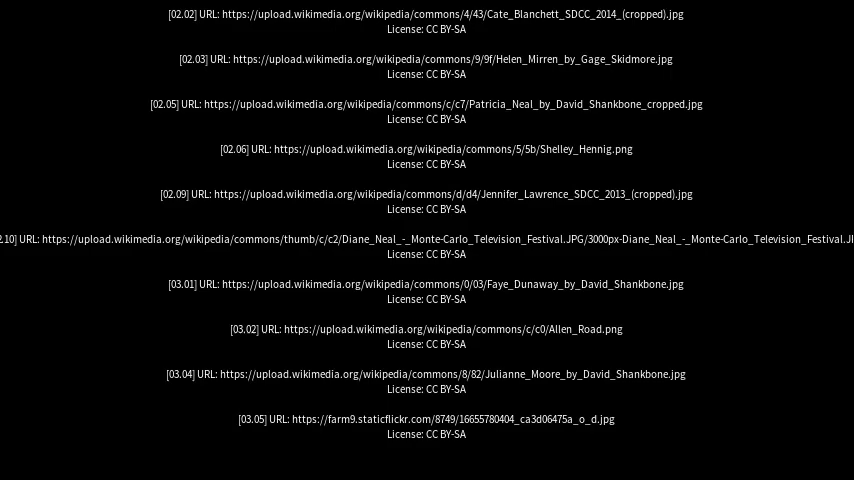 [02.02] URL: https://upload.wikimedia.org/wikipedia/commons/4/43/Cate_Blanchett_SDCC_2014_(cropped).jpg
License: CC BY-SA
[02.03] URL: https://upload.wikimedia.org/wikipedia/commons/9/9f/Helen_Mirren_by_Gage_Skidmore.jpg
License: CC BY-SA
[02.05] URL: https://upload.wikimedia.org/wikipedia/commons/c/c7/Patricia_Neal_by_David_Shankbone_cropped.jpg
License: CC BY-SA
[02.06] URL: https://upload.wikimedia.org/wikipedia/commons/5/5b/Shelley_Hennig.png
License: CC BY-SA
[02.09] URL: https://upload.wikimedia.org/wikipedia/commons/d/d4/Jennifer_Lawrence_SDCC_2013_(cropped).jpg
License: CC BY-SA
.10] URL: https://upload.wikimedia.org/wikipedia/commons/thumb/c/c2/Diane_Neal_-_Monte-Carlo_Television_Festival.JPG/3000px-Diane_Neal_-_Monte-Carlo_Television_Festival.J
License: CC BY-SA
[03.01] URL: https://upload.wikimedia.org/wikipedia/commons/0/03/Faye_Dunaway_by_David_Shankbone.jpg
License: CC BY-SA
[03.02] URL: https://upload.wikimedia.org/wikipedia/commons/c/c0/Allen_Road.png
License: CC BY-SA
[03.04] URL: https://upload.wikimedia.org/wikipedia/commons/8/82/Julianne_Moore_by_David_Shankbone.jpg
License: CC BY-SA
[03.05] URL: https://farm9.staticflickr.com/8749/16655780404_ca3d06475a_o_d.jpg
License: CC BY-SA